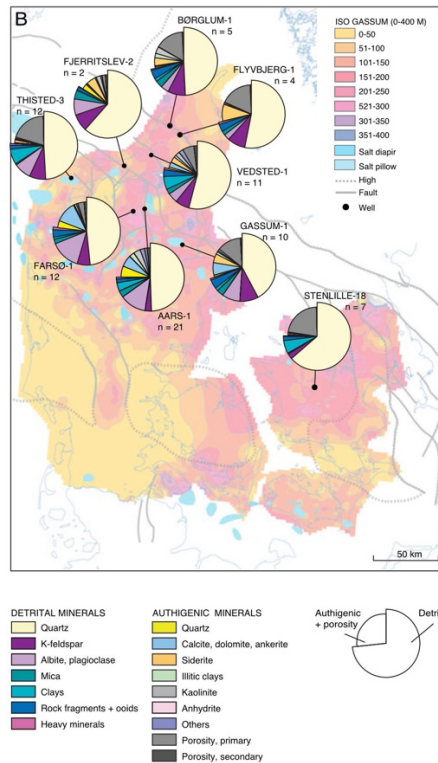 B
BØRGLUM-1
n = 5
FJERRITSLEV-2
n = 2
FLYVBJERG-1
n = 4
THISTED-3
n = 12
VEDSTED-1
n = 11
GASSUM-1
n = 10
FARSØ-1
n = 12
AARS-1
n = 21
STENLILLE-18
n = 7
ISO GASSUM (0-400 M)
0-50
51-100
101-150
151-200
201-250
521-300
301-350
351-400
Salt diapir
Salt pillow
High
Fault
Well
50 km
DETRITAL MINERALS
Quartz
K-feldspar
Albite, plagioclase
Mica
Clays
Rock fragments + ooids
Heavy minerals
AUTHIGENIC MINERALS
Quartz
Calcite, dolomite, ankerite
Siderite
Illitic clays
Kaolinite
Anhydrite
Others
Porosity, primary
Porosity, secondary
Authigenic
+ porosity
Detri